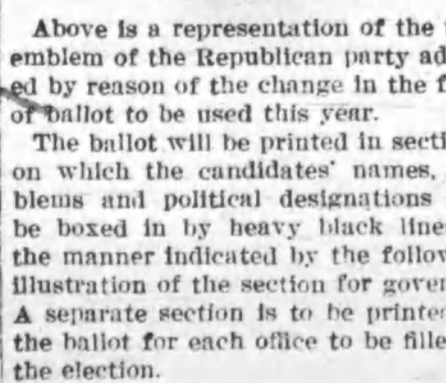 Above is a representation of the
emblem of the Republican party ad
ed by reason of the change in the f
of ballot to be used this year.
The ballot will be printed in secti
on which the candidates' names,
blems and political designations
be boxed in by heavy black line
the manner indicated by the follow
illustration of the section for gover
A separate section is to be printe
the ballot for each office to be fille
the election.